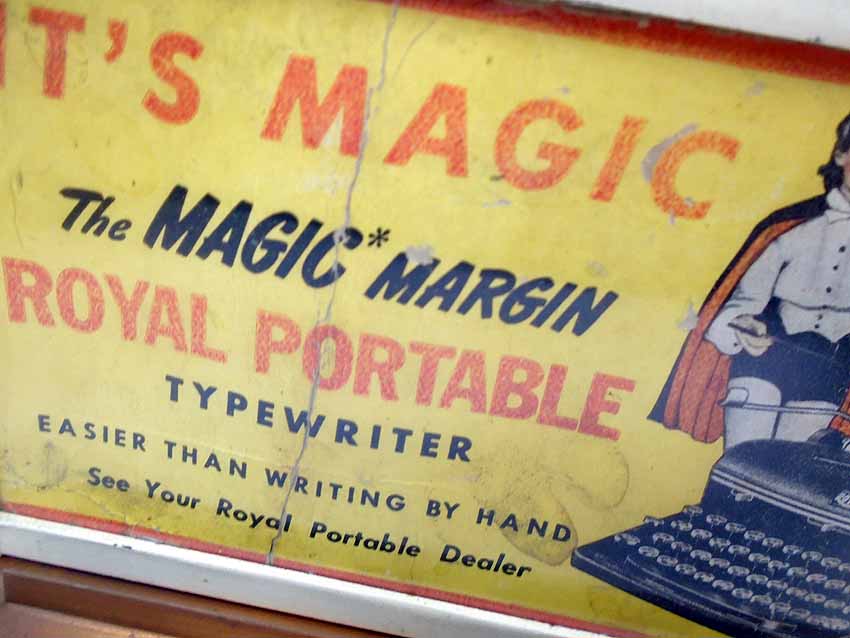 IT'S MAGIC
The MAGIC* MARGIN
ROYAL PORTABLE
TYPEWRITER
EASIER THAN WRITING BY HAND
See Your Royal Portable Dealer